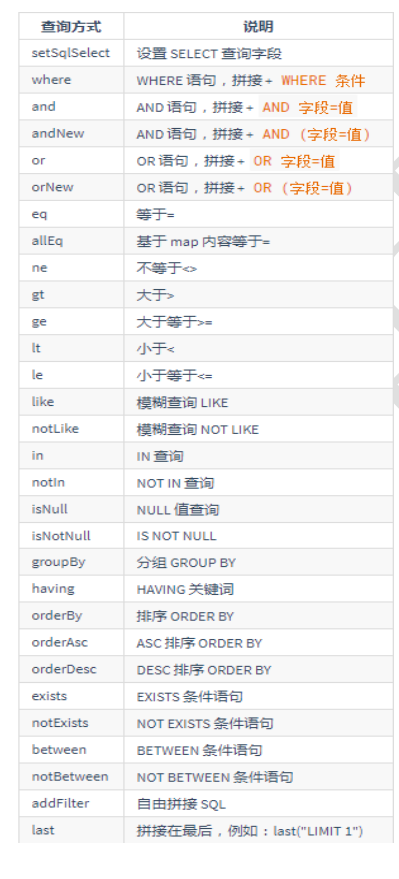 查询方式 说明
setSqlSelect 设置 SELECT 查询字段
where WHERE 语句，拼接+ WHERE 条件
and AND 语句，拼接+ AND 字段=值
andNew AND 语句，拼接+ AND (字段=值)
or OR 语句，拼接+ OR 字段=值
orNew OR 语句，拼接+ OR (字段=值)
eq 等于=
allEq 基于 map 内容等于=
ne 不等于<>
gt 大于>
ge 大于等于>=
lt 小于<
le 小于等于<=
like 模糊查询 LIKE
notLike 模糊查询 NOT LIKE
in IN 查询
notIn NOT IN 查询
isNull NULL 值查询
isNotNull IS NOT NULL
groupBy 分组 GROUP BY
having HAVING 关键词
orderBy 排序 ORDER BY
orderAsc ASC 排序 ORDER BY
orderDesc DESC 排序 ORDER BY
exists EXISTS 条件语句
notExists NOT EXISTS 条件语句
between BETWEEN 条件语句
notBetween NOT BETWEEN 条件语句
addFilter 自由拼接 SQL
last 拼接在最后，例如：last("LIMIT 1")